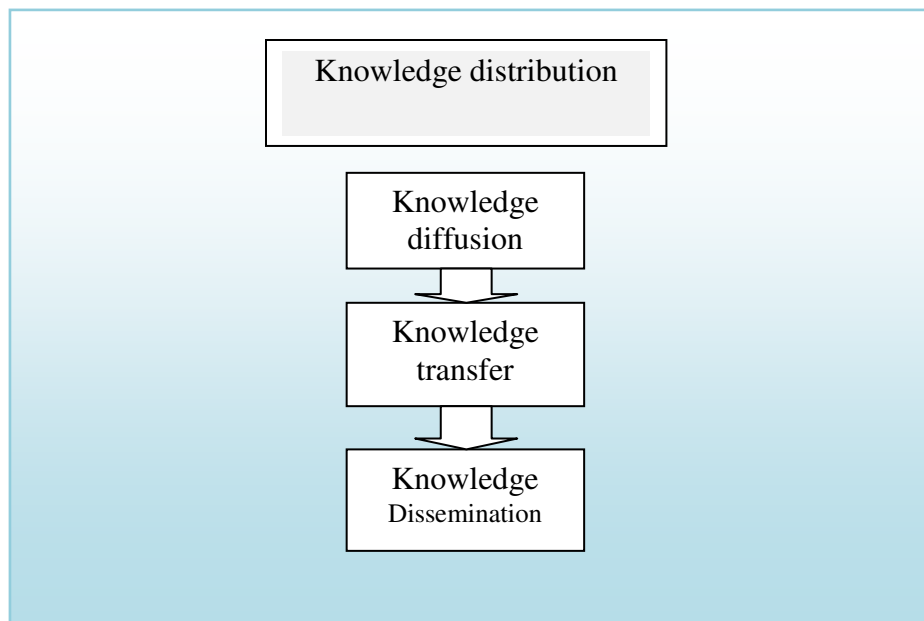 Knowledge distribution
Knowledge
diffusion
Knowledge
transfer
Knowledge
Dissemination